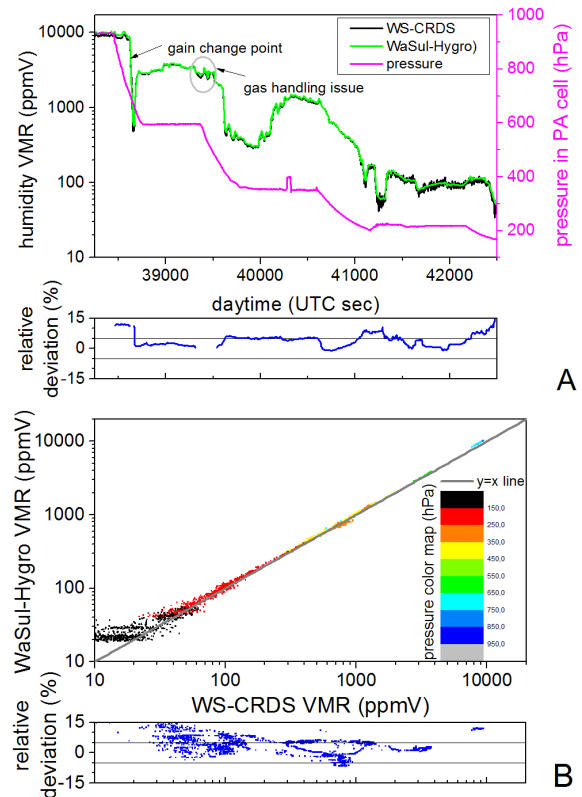 humidity VMR (ppmV)
10000
1000
100
10
gain change point
gas handling issue
WS-CRDS
WaSul-Hygro)
pressure
pressure in PA cell (hPa)
1000
800
600
400
200
39000 40000 41000 42000
daytime (UTC sec)
relative
deviation (%)
15
0
-15
A
WaSul-Hygro VMR (ppmV)
10000
1000
100
10
y=x line
pressure color map (hPa)
150,0
250,0
350,0
450,0
550,0
650,0
750,0
850,0
950,0
10 100 1000 10000
WS-CRDS VMR (ppmV)
relative
deviation (%)
15
0
-15
B